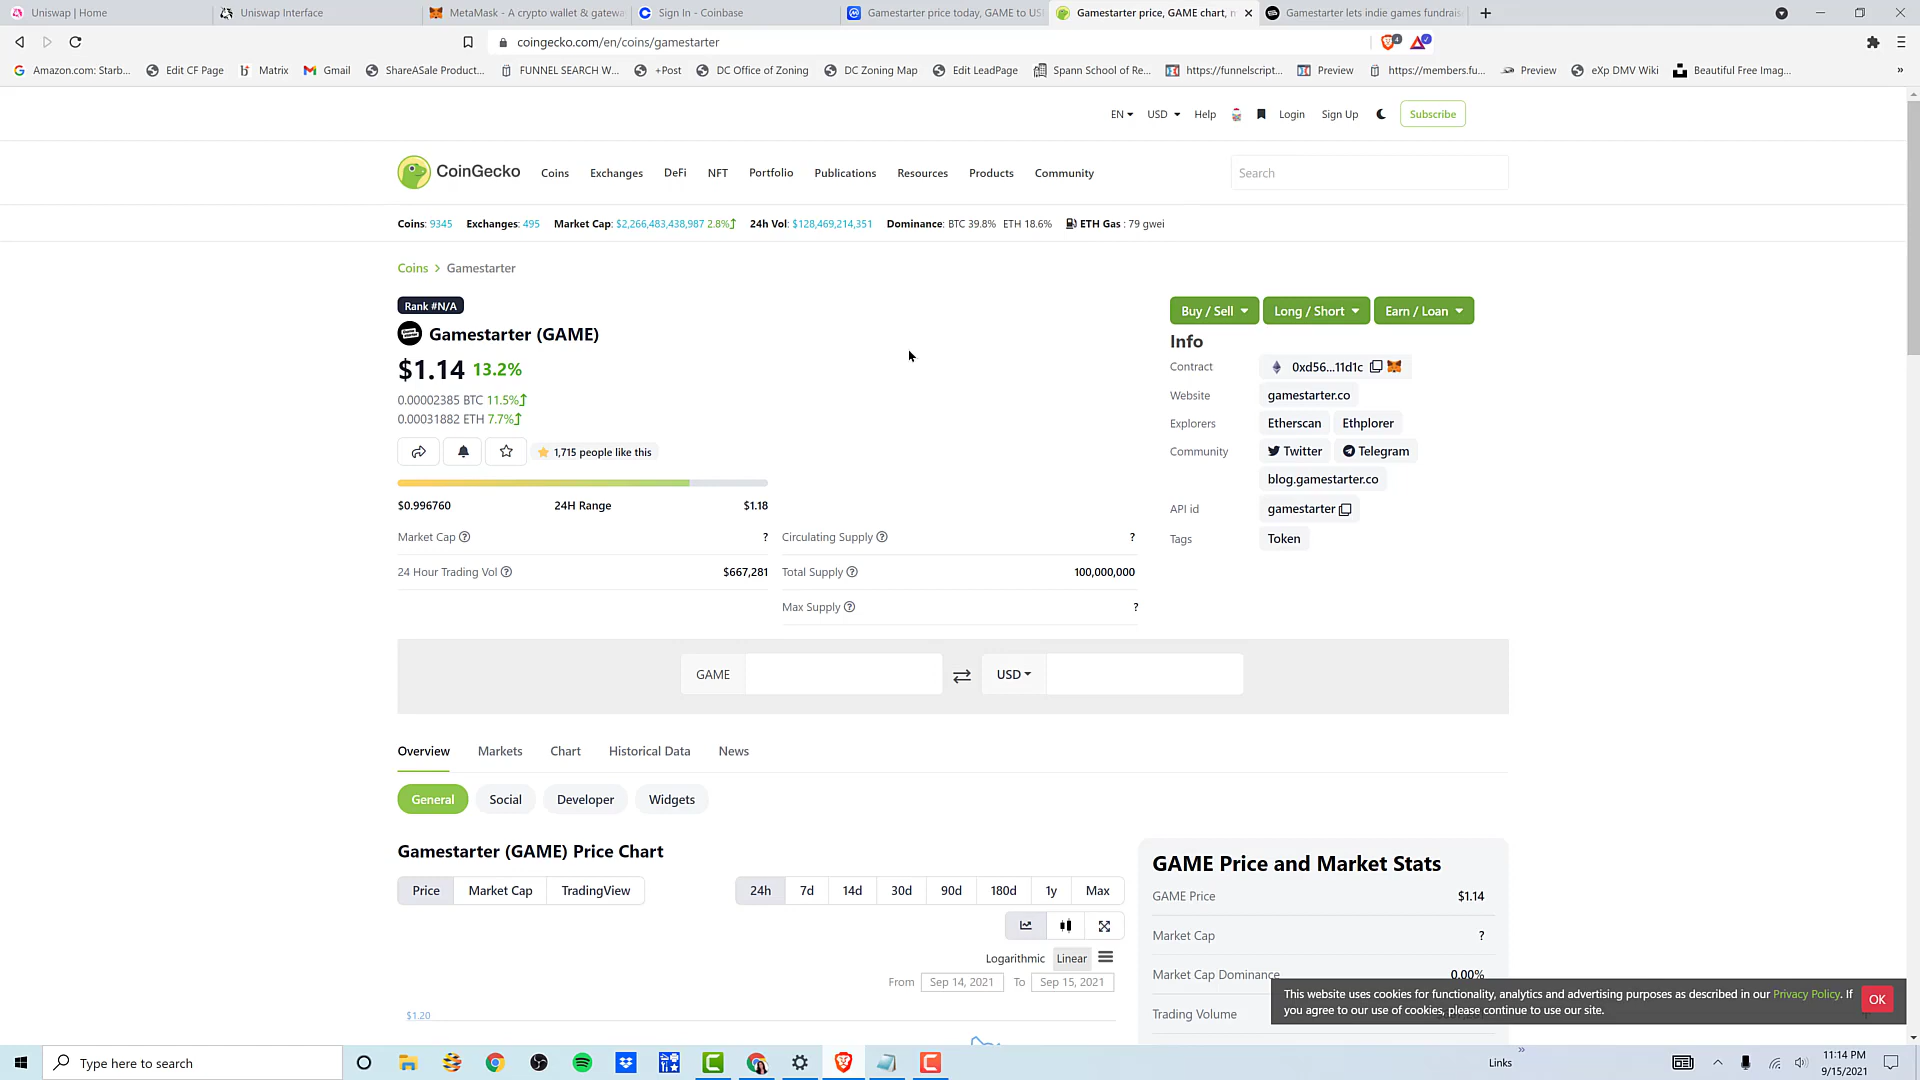 Uniswap | Home
Uniswap Interface
MetaMask - A crypto wallet & gatewa
Sign In - Coinbase
Gamestarter price today, GAME to US
Gamestarter price, GAME chart, m
Gamestarter lets indie games fundrais
coingecko.com/en/coins/gamestarter
Amazon.com: Starb...
Edit CF Page
Matrix
Gmail
ShareASale Product...
FUNNEL SEARCH W...
+Post
DC Office of Zoning
DC Zoning Map
Edit LeadPage
Spann School of Re...
https://funnelscript...
Preview
https://members.fu...
Preview
eXp DMV Wiki
Beautiful Free Imag...
EN USD Help Login Sign Up Subscribe
CoinGecko Coins Exchanges DeFi NFT Portfolio Publications Resources Products Community Search
Coins: 9345 Exchanges: 495 Market Cap: $2,266,483,438,987 2.8% 24h Vol: $128,469,214,351 Dominance: BTC 39.8% ETH 18.6% ETH Gas : 79 gwei
Coins > Gamestarter
Rank #N/A
Gamestarter (GAME)
$1.14 13.2%
0.00002385 BTC 11.5%
0.00031882 ETH 7.7%
1,715 people like this
$0.996760 24H Range $1.18
Market Cap ?
24 Hour Trading Vol $667,281
Circulating Supply ?
Total Supply 100,000,000
Max Supply ?
Buy / Sell Long / Short Earn / Loan
Info
Contract 0xd56...11d1c
Website gamestarter.co
Explorers Etherscan Ethplorer
Community Twitter Telegram
blog.gamestarter.co
API id gamestarter
Tags Token
GAME USD
Overview Markets Chart Historical Data News
General Social Developer Widgets
Gamestarter (GAME) Price Chart
Price Market Cap TradingView 24h 7d 14d 30d 90d 180d 1y Max
Logarithmic Linear
From Sep 14, 2021 To Sep 15, 2021
$1.20
GAME Price and Market Stats
GAME Price $1.14
Market Cap ?
Market Cap Dominance 0.00%
Trading Volume
This website uses cookies for functionality, analytics and advertising purposes as described in our Privacy Policy. If
you agree to our use of cookies, please continue to use our site.
OK
Type here to search
Links
11:14 PM
9/15/2021